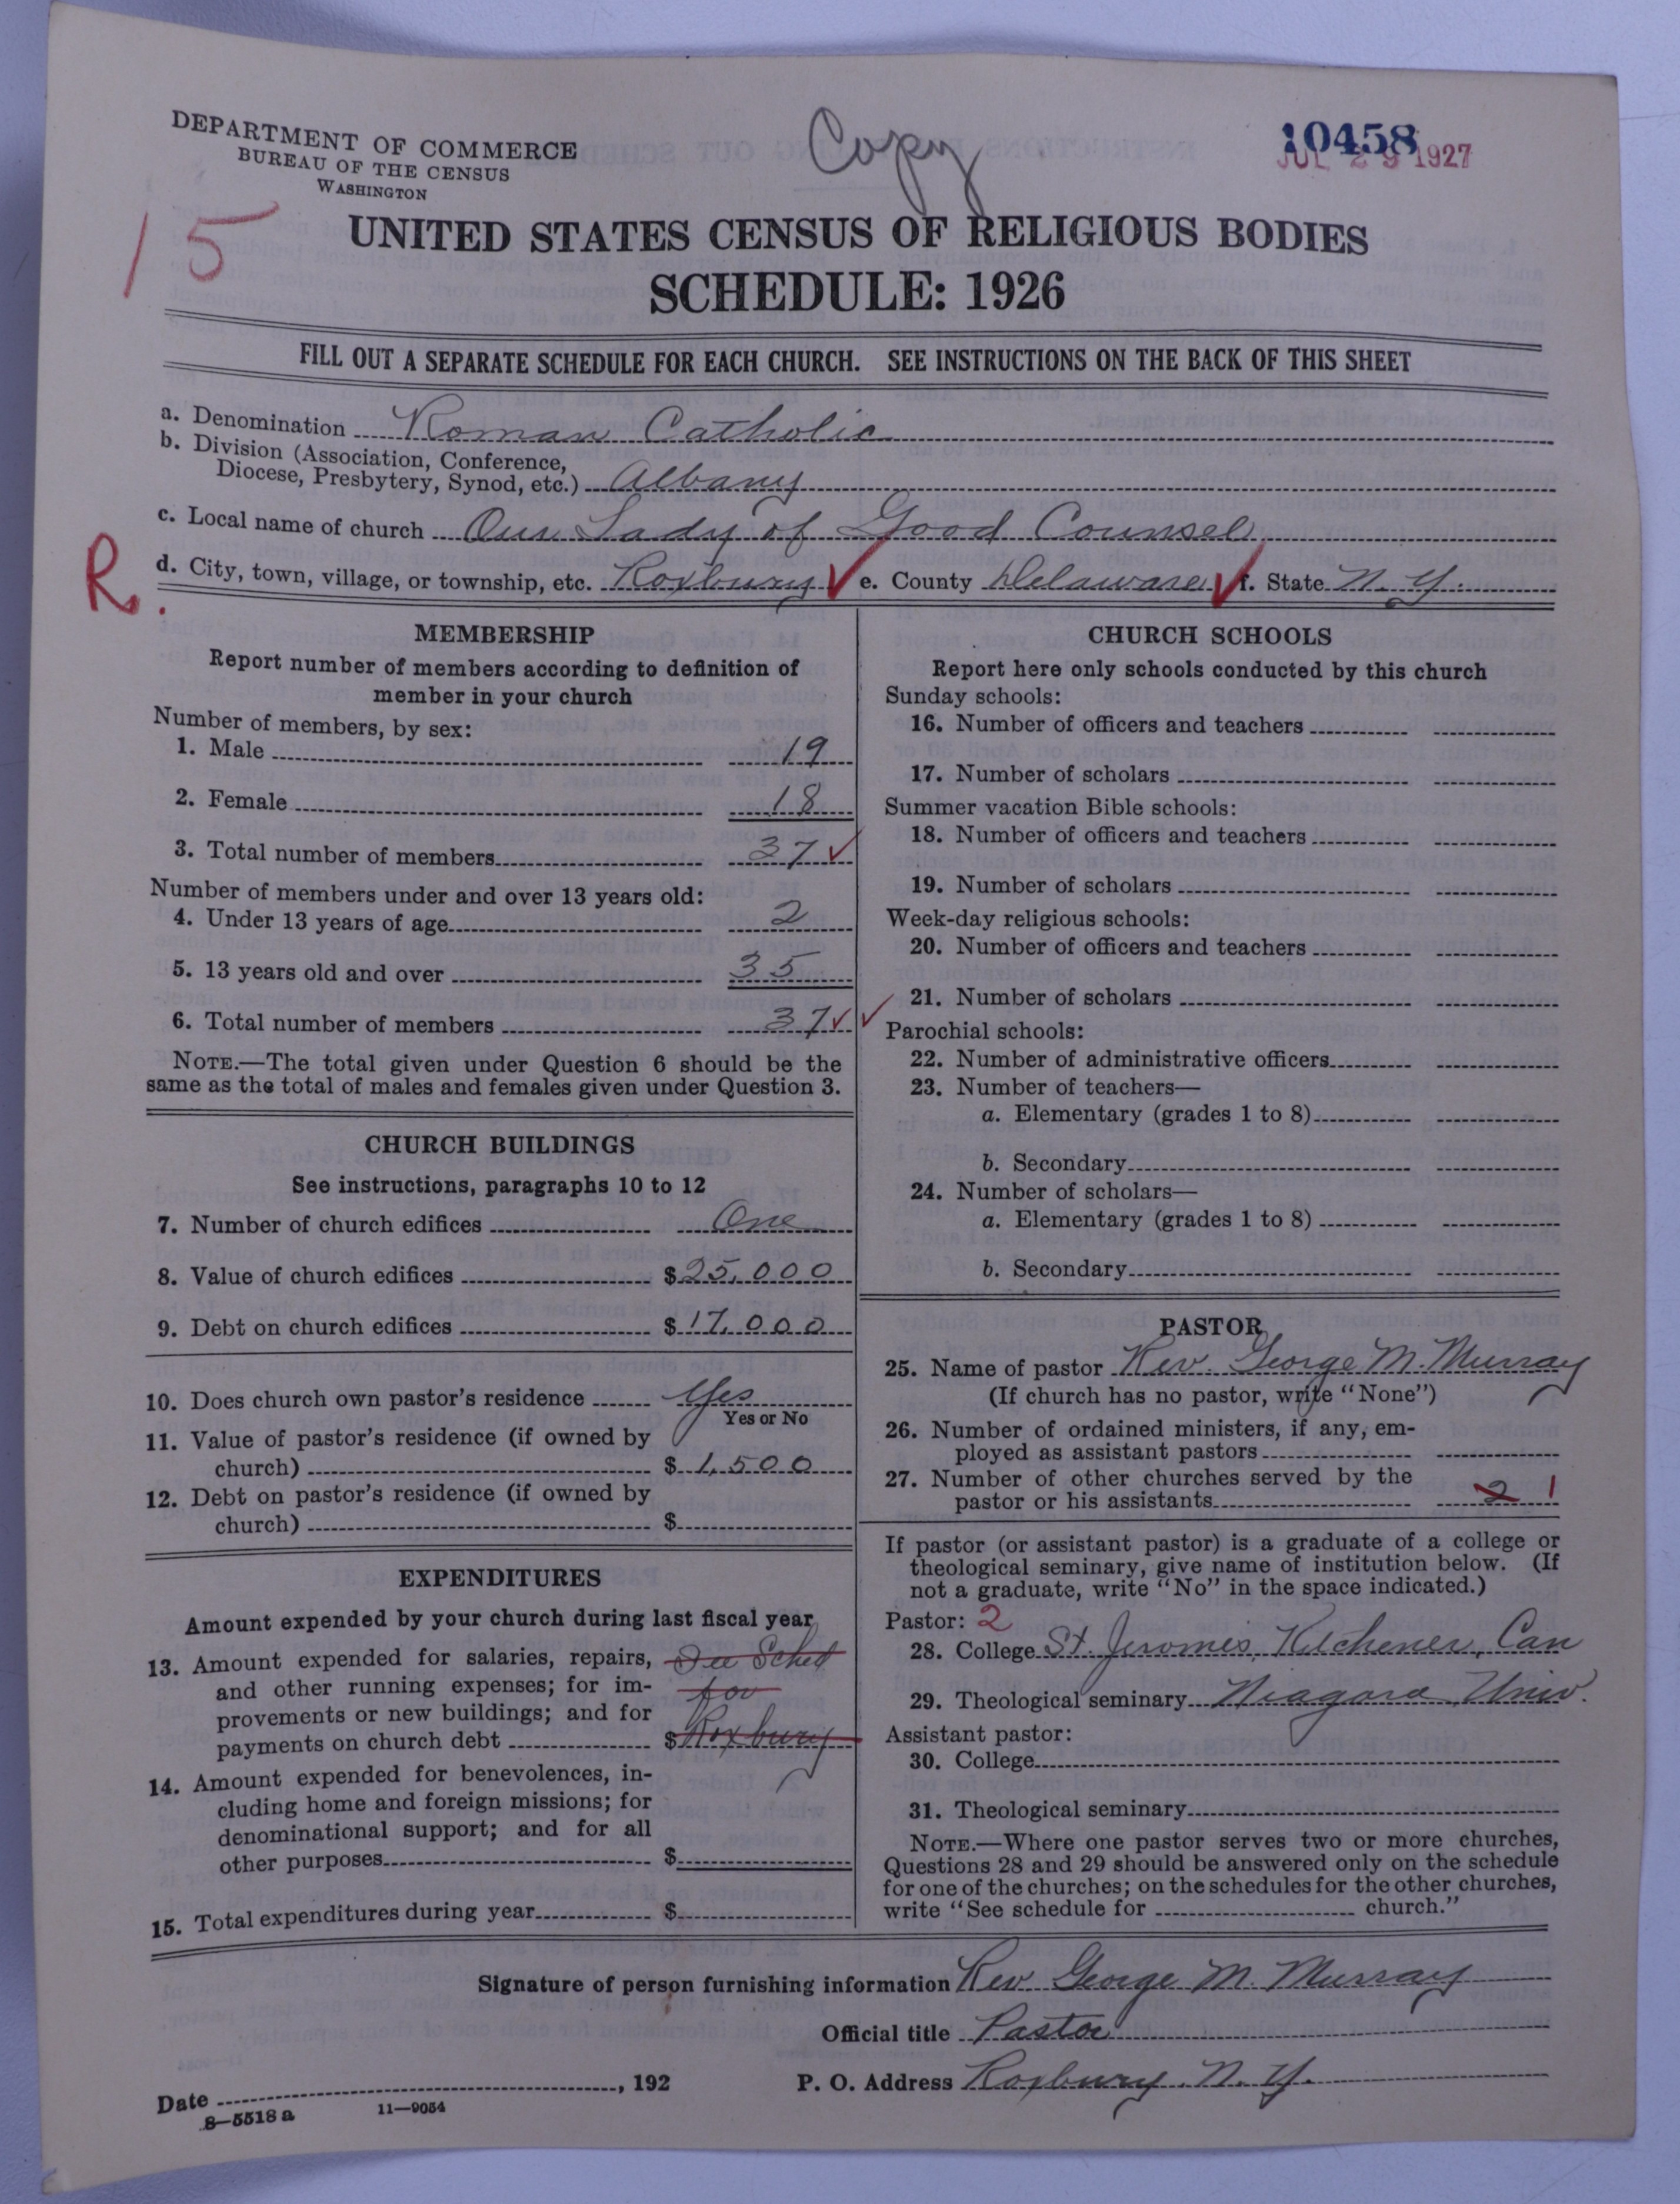 DEPARTMENT OF COMMERCE
BUREAU OF THE CENSUS
WASHINGTON
Copy
10458
JUL 29 1927
15
UNITED STATES CENSUS OF RELIGIOUS BODIES
SCHEDULE: 1926
FILL OUT A SEPARATE SCHEDULE FOR EACH CHURCH. SEE INSTRUCTIONS ON THE BACK OF THIS SHEET
a. Denomination Roman Catholic
b. Division (Association, Conference,
Diocese, Presbytery, Synod, etc.) Albany
c. Local name of church Our Lady of Good Counsel
R.
d. City, town, village, or township, etc. Roxbury ✓ e. County Delaware ✓ f. State N. Y.
MEMBERSHIP
Report number of members according to definition of
member in your church
Number of members, by sex:
1. Male 19
2. Female 18
3. Total number of members 37 ✓
Number of members under and over 13 years old:
4. Under 13 years of age 2
5. 13 years old and over 35
6. Total number of members 37 ✓ ✓
NOTE.—The total given under Question 6 should be the
same as the total of males and females given under Question 3.
CHURCH BUILDINGS
See instructions, paragraphs 10 to 12
7. Number of church edifices One
8. Value of church edifices $25,000
9. Debt on church edifices $17,000
10. Does church own pastor's residence Yes
Yes or No
11. Value of pastor's residence (if owned by
church) $1,500
12. Debt on pastor's residence (if owned by
church) $
EXPENDITURES
Amount expended by your church during last fiscal year
13. Amount expended for salaries, repairs, See Sched
and other running expenses; for im- for
provements or new buildings; and for
payments on church debt $ Roxbury
14. Amount expended for benevolences, in-
cluding home and foreign missions; for
denominational support; and for all
other purposes $
15. Total expenditures during year $
CHURCH SCHOOLS
Report here only schools conducted by this church
Sunday schools:
16. Number of officers and teachers
17. Number of scholars
Summer vacation Bible schools:
18. Number of officers and teachers
19. Number of scholars
Week-day religious schools:
20. Number of officers and teachers
21. Number of scholars
Parochial schools:
22. Number of administrative officers
23. Number of teachers—
a. Elementary (grades 1 to 8)
b. Secondary
24. Number of scholars—
a. Elementary (grades 1 to 8)
b. Secondary
PASTOR
25. Name of pastor Rev. George M. Murray
(If church has no pastor, write "None")
26. Number of ordained ministers, if any, em-
ployed as assistant pastors
27. Number of other churches served by the
pastor or his assistants 2 1
If pastor (or assistant pastor) is a graduate of a college or
theological seminary, give name of institution below. (If
not a graduate, write "No" in the space indicated.)
Pastor: 2
28. College St. Jeromes, Kitchener, Can
29. Theological seminary Niagara Univ.
Assistant pastor:
30. College
31. Theological seminary
NOTE.—Where one pastor serves two or more churches,
Questions 28 and 29 should be answered only on the schedule
for one of the churches; on the schedules for the other churches,
write "See schedule for church."
Signature of person furnishing information Rev. George M. Murray
Official title Pastor
Date , 192 P. O. Address Roxbury. N. Y.
8—5518 a 11—9054